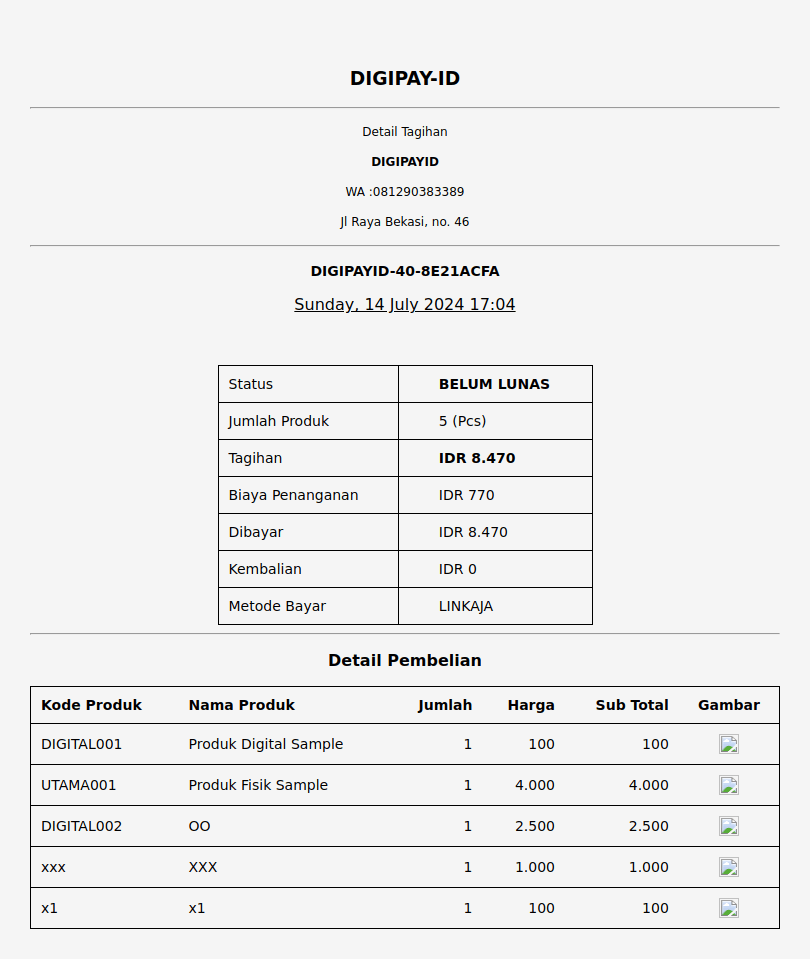 DIGIPAY-ID
Detail Tagihan
DIGIPAYID
WA :081290383389
Jl Raya Bekasi, no. 46
DIGIPAYID-40-8E21ACFA
Sunday, 14 July 2024 17:04
Status BELUM LUNAS
Jumlah Produk 5 (Pcs)
Tagihan IDR 8.470
Biaya Penanganan IDR 770
Dibayar IDR 8.470
Kembalian IDR 0
Metode Bayar LINKAJA
Detail Pembelian
Kode Produk Nama Produk Jumlah Harga Sub Total Gambar
DIGITAL001 Produk Digital Sample 1 100 100
UTAMA001 Produk Fisik Sample 1 4.000 4.000
DIGITAL002 OO 1 2.500 2.500
xxx XXX 1 1.000 1.000
x1 x1 1 100 100